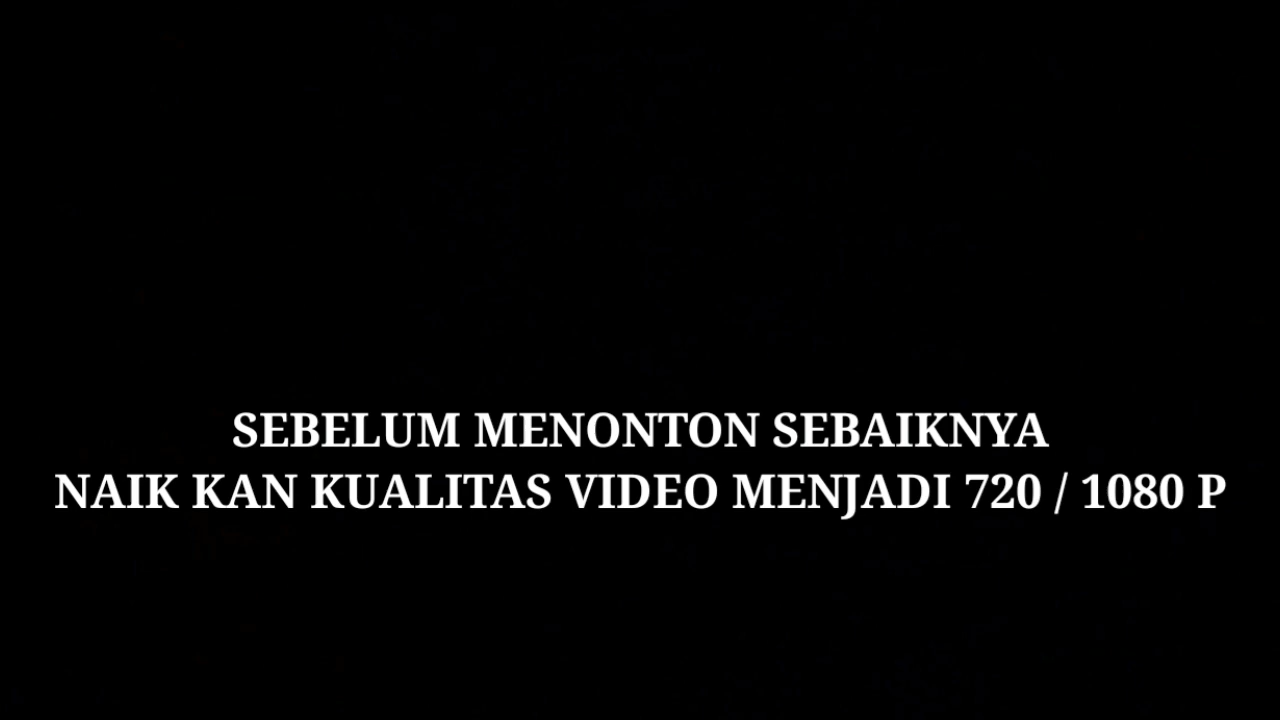 SEBELUM MENONTON SEBAIKNYA
NAIK KAN KUALITAS VIDEO MENJADI 720 / 1080 P